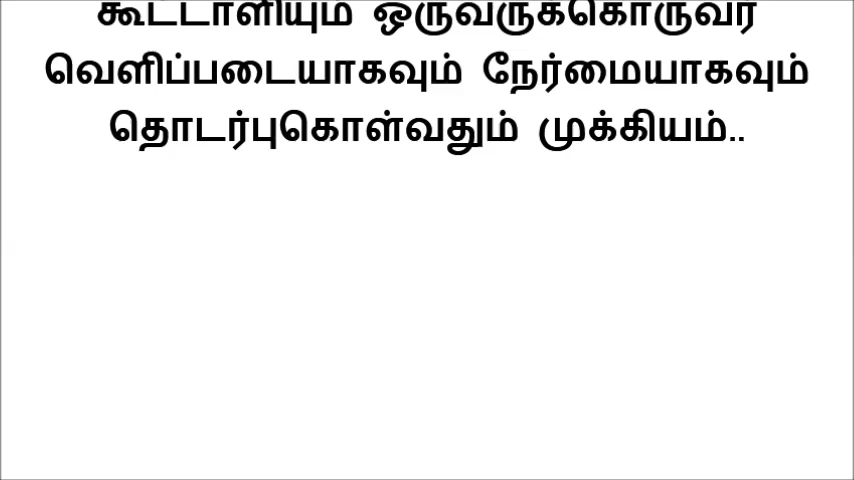 கூட்டாளியும் ஒருவருக்கொருவர்
வெளிப்படையாகவும் நேர்மையாகவும்
தொடர்புகொள்வதும் முக்கியம்..